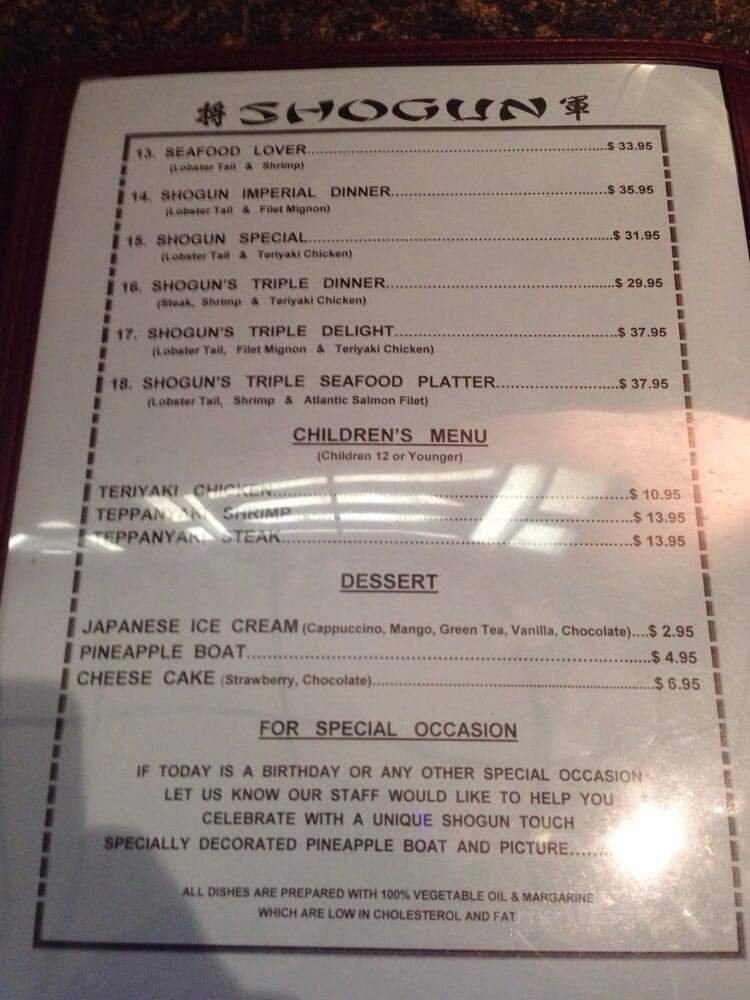 将 SHOGUN 軍
13. SEAFOOD LOVER..........$ 33.95
(Lobster Tail & Shrimp)
14. SHOGUN IMPERIAL DINNER..........$ 35.95
(Lobster Tail & Filet Mignon)
15. SHOGUN SPECIAL..........$ 31.95
(Lobster Tail & Teriyaki Chicken)
16. SHOGUN'S TRIPLE DINNER..........$ 29.95
(Steak, Shrimp & Teriyaki Chicken)
17. SHOGUN'S TRIPLE DELIGHT..........$ 37.95
(Lobster Tail, Filet Mignon & Teriyaki Chicken)
18. SHOGUN'S TRIPLE SEAFOOD PLATTER..........$ 37.95
(Lobster Tail, Shrimp & Atlantic Salmon Filet)
CHILDREN'S MENU
(Children 12 or Younger)
TERIYAKI CHICKEN..........$ 10.95
TEPPANYAKI SHRIMP..........$ 13.95
TEPPANYAKI STEAK..........$ 13.95
DESSERT
JAPANESE ICE CREAM (Cappuccino, Mango, Green Tea, Vanilla, Chocolate)....$ 2.95
PINEAPPLE BOAT..........$ 4.95
CHEESE CAKE (Strawberry, Chocolate)..........$ 6.95
FOR SPECIAL OCCASION
IF TODAY IS A BIRTHDAY OR ANY OTHER SPECIAL OCCASION
LET US KNOW OUR STAFF WOULD LIKE TO HELP YOU
CELEBRATE WITH A UNIQUE SHOGUN TOUCH
SPECIALLY DECORATED PINEAPPLE BOAT AND PICTURE.......
ALL DISHES ARE PREPARED WITH 100% VEGETABLE OIL & MARGARINE
WHICH ARE LOW IN CHOLESTEROL AND FAT